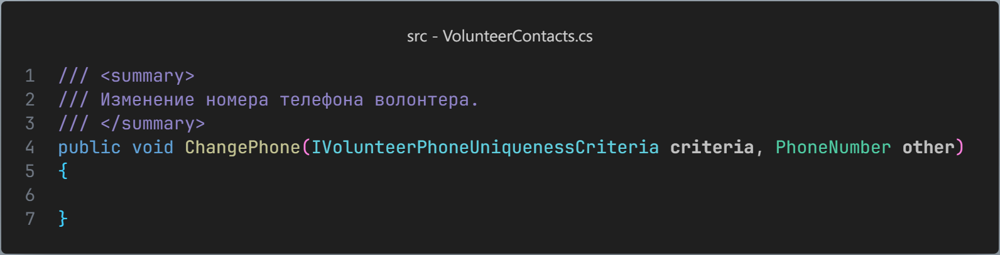 src - VolunteerContacts.cs
1 /// <summary>
2 /// Изменение номера телефона волонтера.
3 /// </summary>
4 public void ChangePhone(IVolunteerPhoneUniquenessCriteria criteria, PhoneNumber other)
5 {
6
7 }